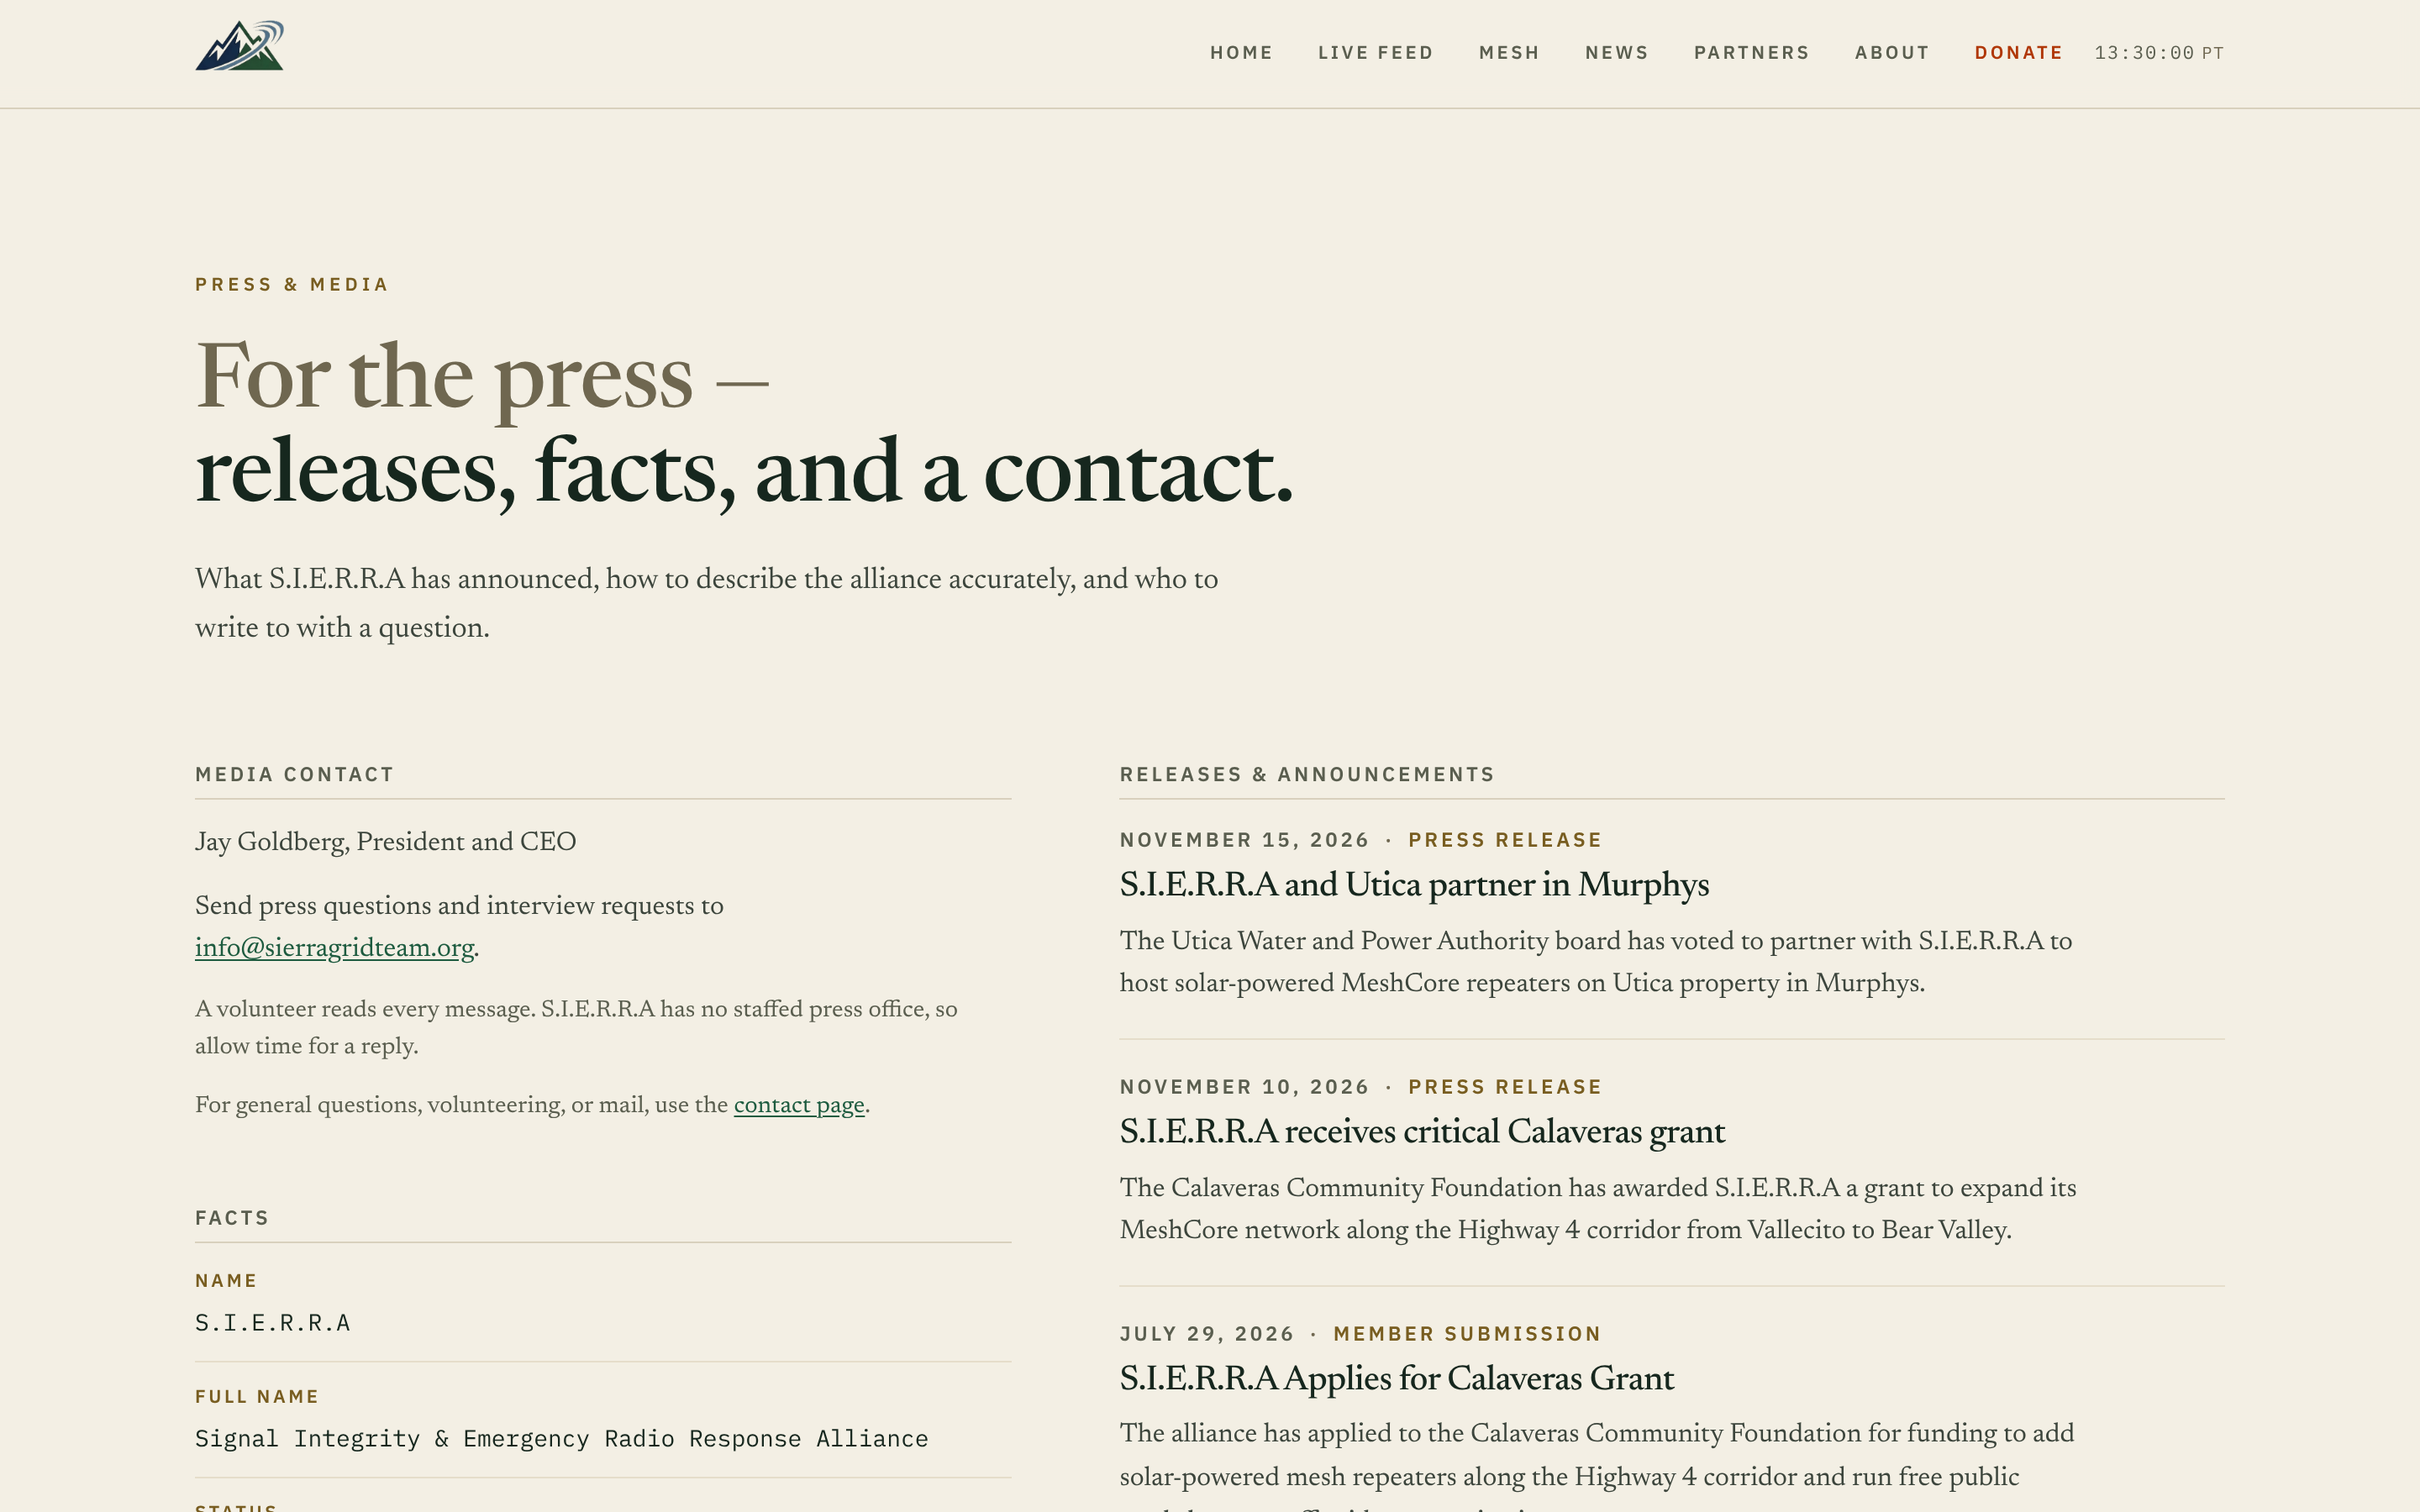 HOME LIVE FEED MESH NEWS PARTNERS ABOUT DONATE 13:30:00 PT
PRESS & MEDIA
For the press —
releases, facts, and a contact.
What S.I.E.R.R.A has announced, how to describe the alliance accurately, and who to
write to with a question.
MEDIA CONTACT
Jay Goldberg, President and CEO
Send press questions and interview requests to
info@sierragridteam.org.
A volunteer reads every message. S.I.E.R.R.A has no staffed press office, so
allow time for a reply.
For general questions, volunteering, or mail, use the contact page.
FACTS
NAME
S.I.E.R.R.A
FULL NAME
Signal Integrity & Emergency Radio Response Alliance
STATUS
RELEASES & ANNOUNCEMENTS
NOVEMBER 15, 2026 · PRESS RELEASE
S.I.E.R.R.A and Utica partner in Murphys
The Utica Water and Power Authority board has voted to partner with S.I.E.R.R.A to
host solar-powered MeshCore repeaters on Utica property in Murphys.
NOVEMBER 10, 2026 · PRESS RELEASE
S.I.E.R.R.A receives critical Calaveras grant
The Calaveras Community Foundation has awarded S.I.E.R.R.A a grant to expand its
MeshCore network along the Highway 4 corridor from Vallecito to Bear Valley.
JULY 29, 2026 · MEMBER SUBMISSION
S.I.E.R.R.A Applies for Calaveras Grant
The alliance has applied to the Calaveras Community Foundation for funding to add
solar-powered mesh repeaters along the Highway 4 corridor and run free public